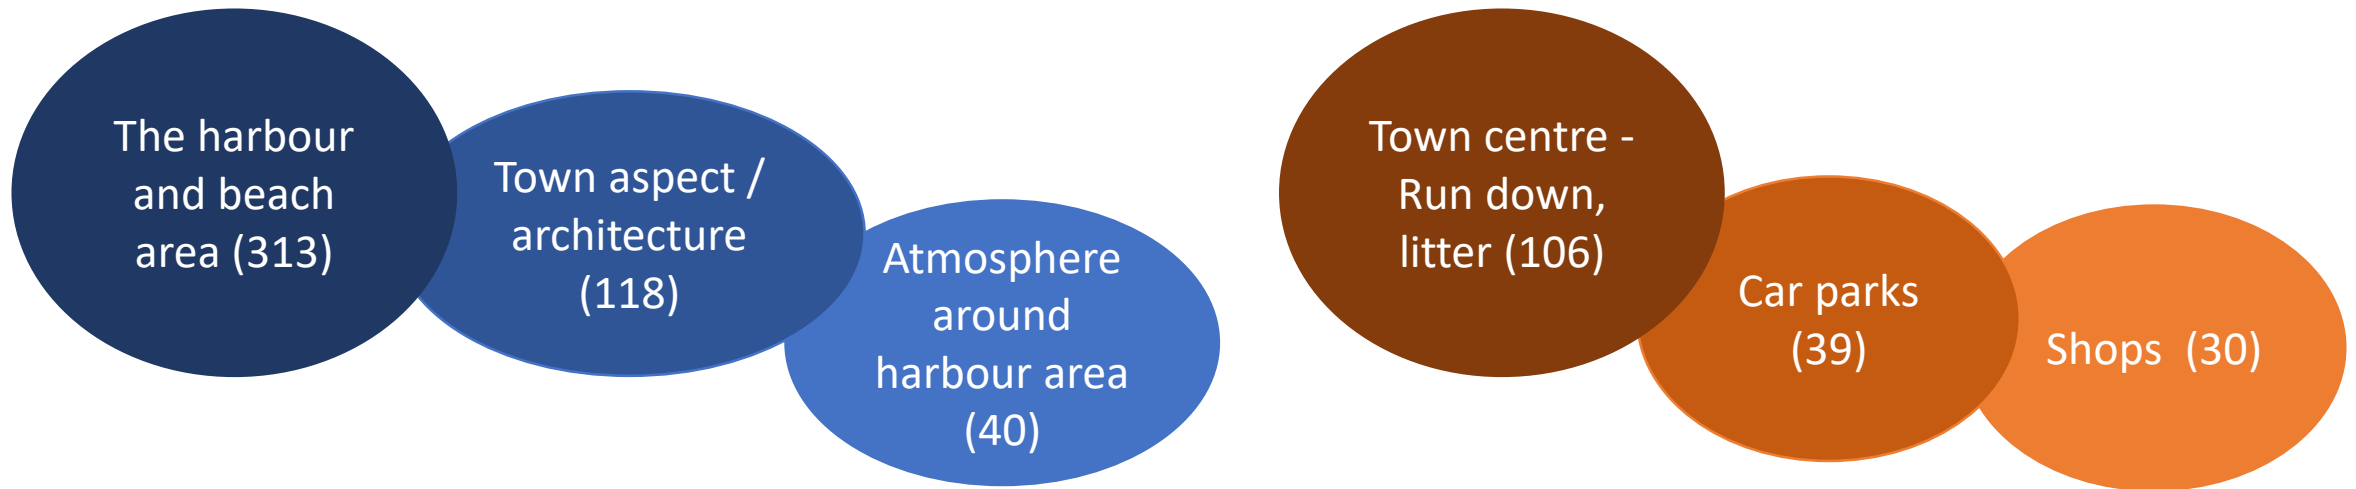 The harbour
and beach
area (313)
Town aspect /
architecture
(118)
Atmosphere
around
harbour area
(40)
Town centre -
Run down,
litter (106)
Car parks
(39)
Shops  (30)